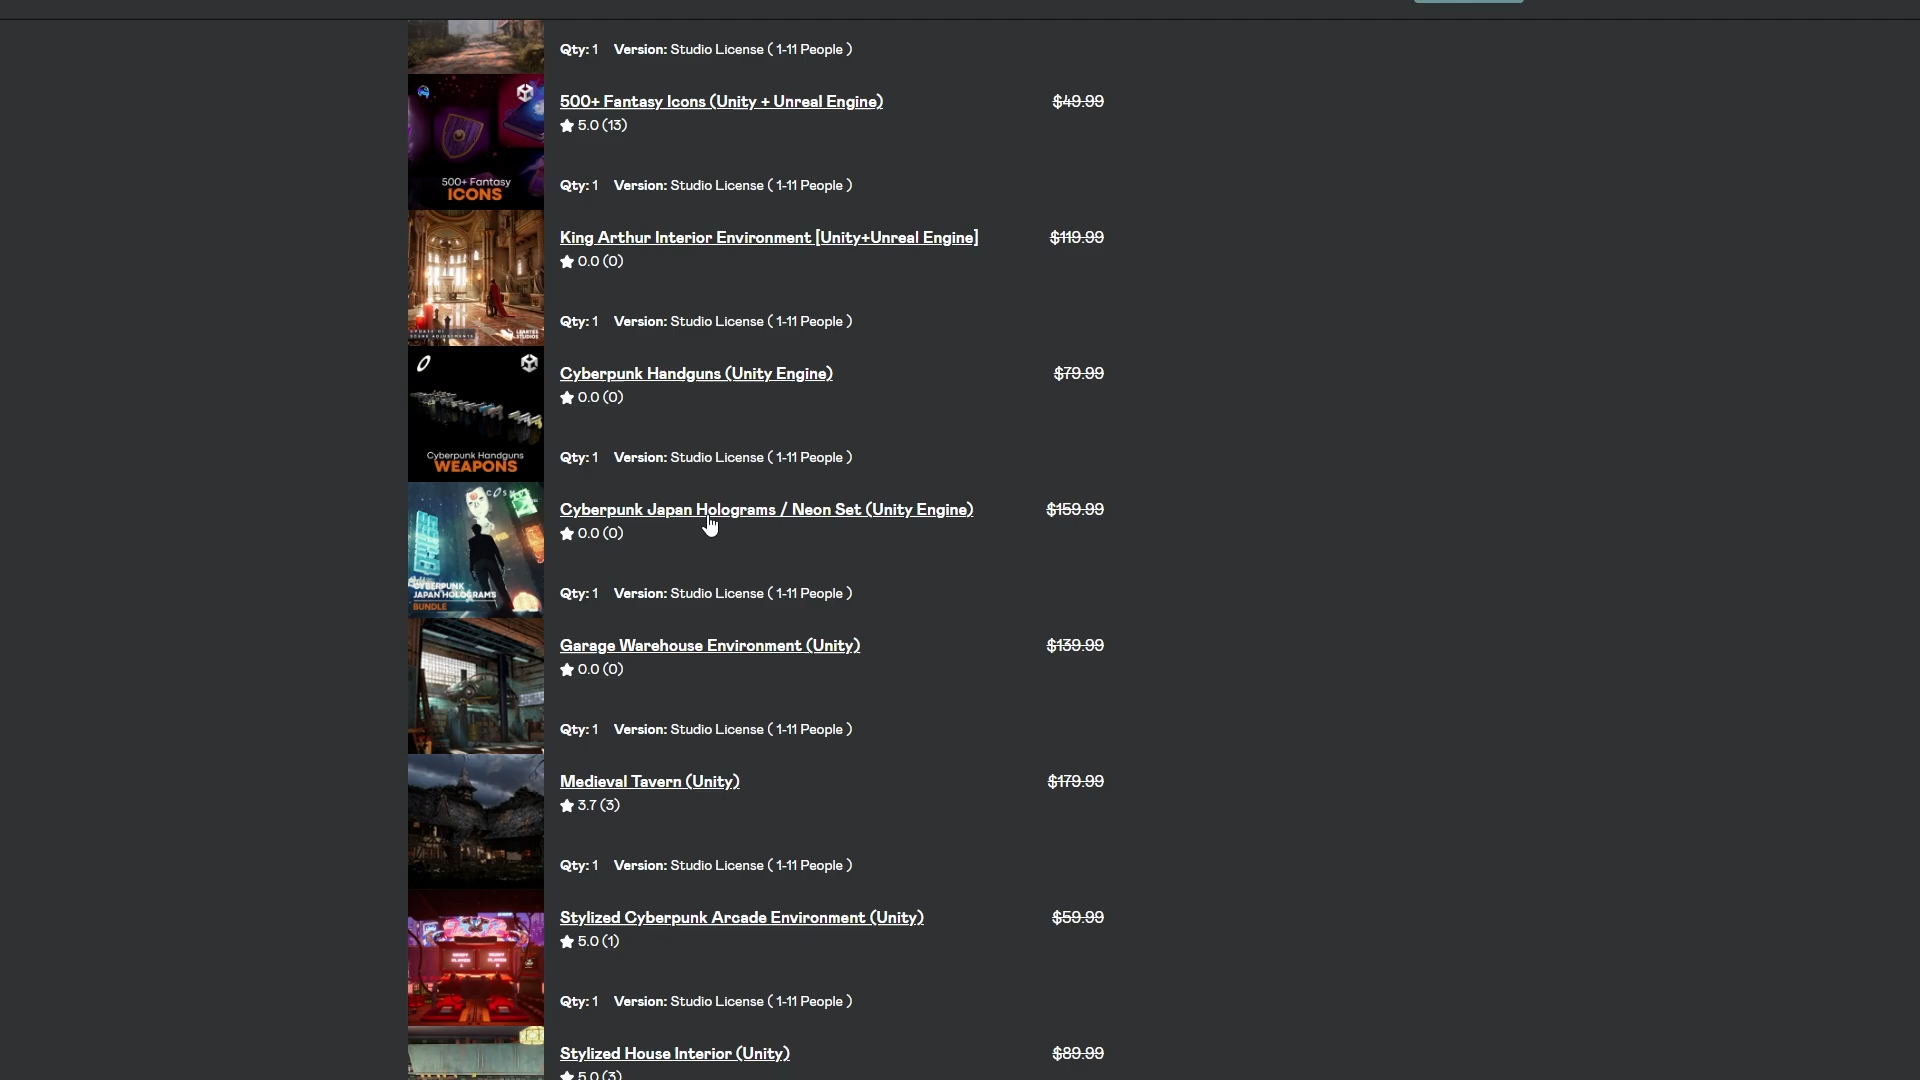 Qty: 1 Version: Studio License ( 1-11 People )
500+ Fantasy Icons (Unity + Unreal Engine)
$49.99
5.0 (13)
500+ Fantasy
ICONS
Qty: 1 Version: Studio License ( 1-11 People )
King Arthur Interior Environment [Unity+Unreal Engine]
$119.99
0.0 (0)
LEARTES
STUDIOS
Qty: 1 Version: Studio License ( 1-11 People )
Cyberpunk Handguns (Unity Engine)
$79.99
0.0 (0)
Cyberpunk Handguns
WEAPONS
Qty: 1 Version: Studio License ( 1-11 People )
Cyberpunk Japan Holograms / Neon Set (Unity Engine)
$159.99
0.0 (0)
CYBERPUNK
JAPAN HOLOGRAMS
BUNDLE
Qty: 1 Version: Studio License ( 1-11 People )
Garage Warehouse Environment (Unity)
$139.99
0.0 (0)
Qty: 1 Version: Studio License ( 1-11 People )
Medieval Tavern (Unity)
$179.99
3.7 (3)
Qty: 1 Version: Studio License ( 1-11 People )
Stylized Cyberpunk Arcade Environment (Unity)
$59.99
5.0 (1)
Qty: 1 Version: Studio License ( 1-11 People )
Stylized House Interior (Unity)
$89.99
5.0 (3)